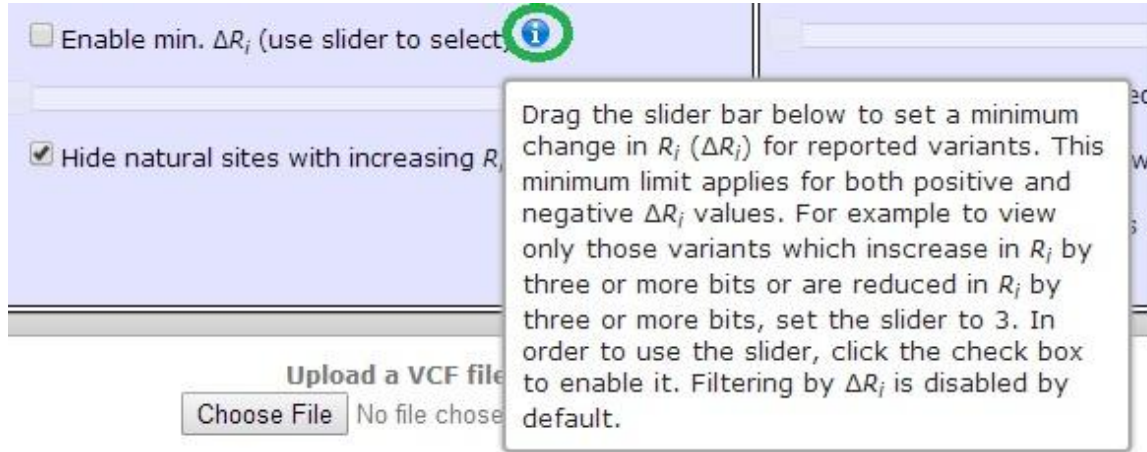 Enable min. ΔRi (use slider to select)
Hide natural sites with increasing Ri
Drag the slider bar below to set a minimum
change in Ri (ΔRi) for reported variants. This
minimum limit applies for both positive and
negative ΔRi values. For example to view
only those variants which inscrease in Ri by
three or more bits or are reduced in Ri by
three or more bits, set the slider to 3. In
order to use the slider, click the check box
to enable it. Filtering by ΔRi is disabled by
default.
Upload a VCF file
Choose File No file chose